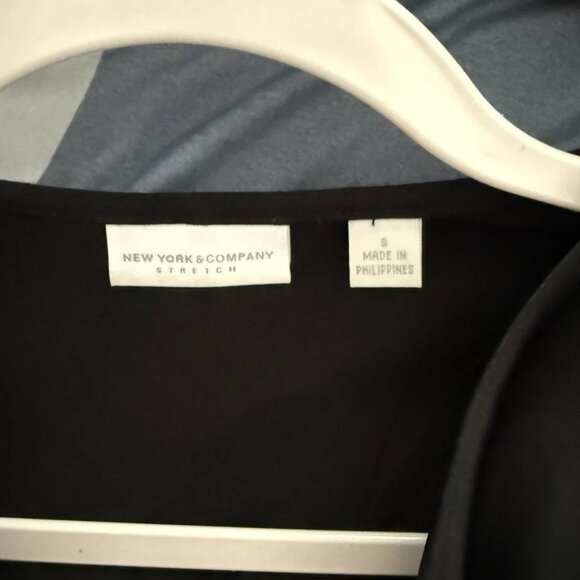 NEW YORK & COMPANY
STRETCH
S
MADE IN
PHILIPPINES